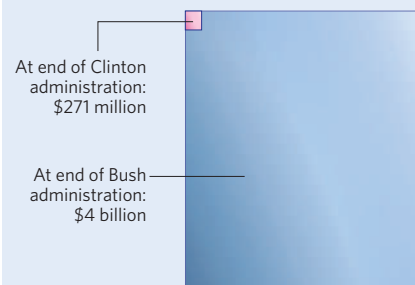 At end of Clinton
administration:
$271 million
At end of Bush
administration:
$4 billion